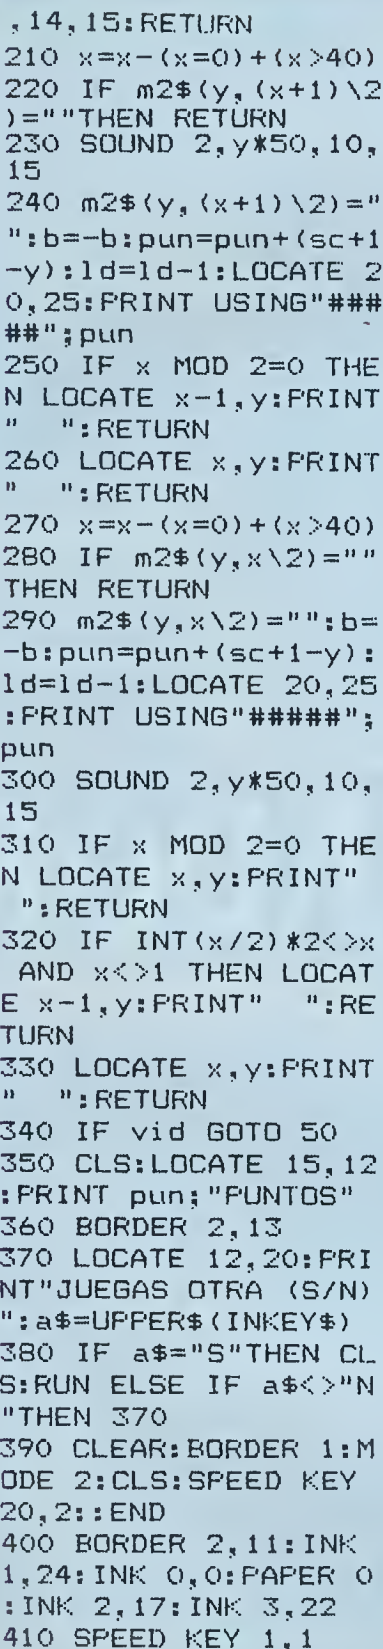 ,14,15:RETURN
210 x=x-(x=0)+(x>40)
220 IF m2$(y,(x+1)\2
)=""THEN RETURN
230 SOUND 2,y*50,10,
15
240 m2$(y,(x+1)\2)="
":b=-b:pun=pun+(sc+1
-y):ld=ld-1:LOCATE 2
0,25:PRINT USING"###
##";pun
250 IF x MOD 2=0 THE
N LOCATE x-1,y:PRINT
"  ":RETURN
260 LOCATE x,y:PRINT
"  ":RETURN
270 x=x-(x=0)+(x>40)
280 IF m2$(y,x\2)=""
THEN RETURN
290 m2$(y,x\2)="":b=
-b:pun=pun+(sc+1-y):
ld=ld-1:LOCATE 20,25
:PRINT USING"#####";
pun
300 SOUND 2,y*50,10,
15
310 IF x MOD 2=0 THE
N LOCATE x,y:PRINT" 
 ":RETURN
320 IF INT(x/2)*2<>x
 AND x<>1 THEN LOCAT
E x-1,y:PRINT"  ":RE
TURN
330 LOCATE x,y:PRINT
"  ":RETURN
340 IF vid GOTO 50
350 CLS:LOCATE 15,12
:PRINT pun;"PUNTOS"
360 BORDER 2,13
370 LOCATE 12,20:PRI
NT"JUEGAS OTRA (S/N)
":a$=UPPER$(INKEY$)
380 IF a$="S"THEN CL
S:RUN ELSE IF a$<>"N
"THEN 370
390 CLEAR:BORDER 1:M
ODE 2:CLS:SPEED KEY 
20,2::END
400 BORDER 2,11:INK 
1,24:INK 0,0:PAPER 0
:INK 2,17:INK 3,22
410 SPEED KEY 1,1